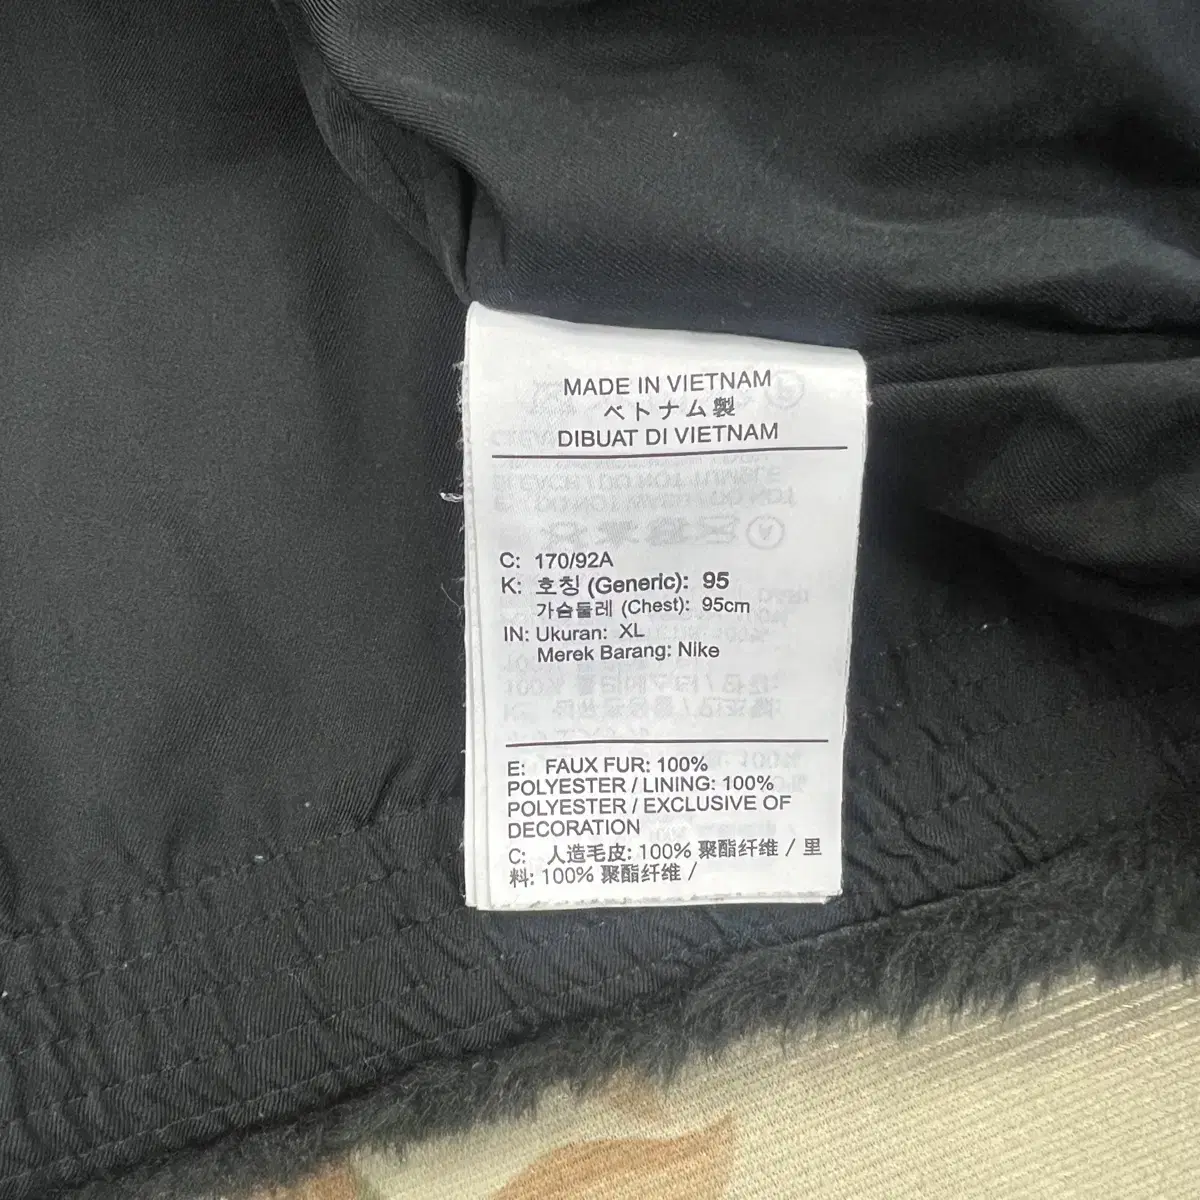 MADE IN VIETNAM
ベトナム製
DIBUAT DI VIETNAM
C: 170/92A
K: 호칭 (Generic): 95
가슴둘레 (Chest): 95cm
IN: Ukuran: XL
Merek Barang: Nike
E: FAUX FUR: 100%
POLYESTER / LINING: 100%
POLYESTER / EXCLUSIVE OF
DECORATION
C: 人造毛皮: 100% 聚酯纤维 / 里
料: 100% 聚酯纤维 /